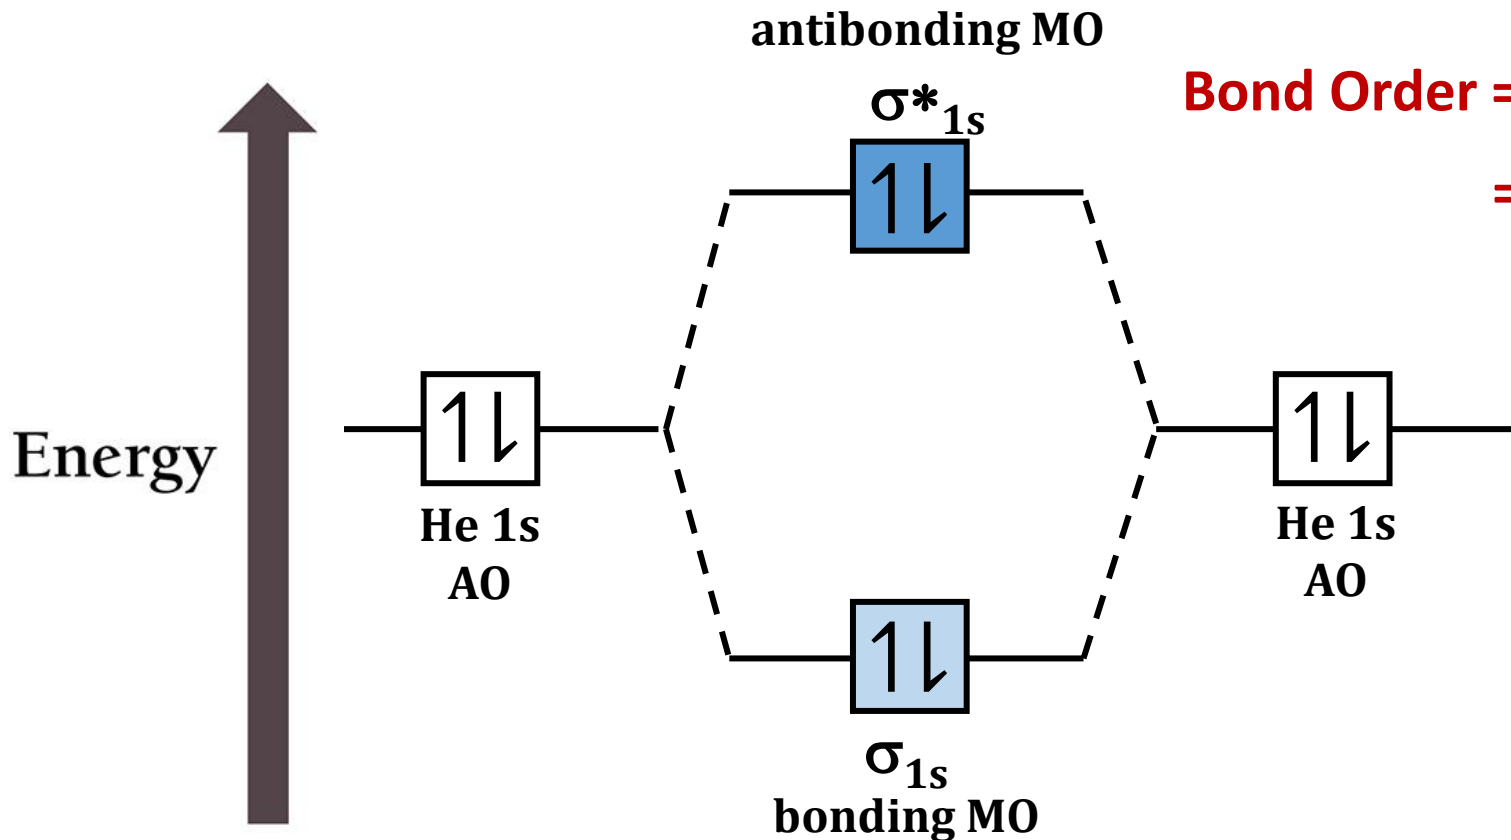 antibonding MO
σ*1s
Bond Order =
=
Energy
He 1s
AO
He 1s
AO
σ1s
bonding MO